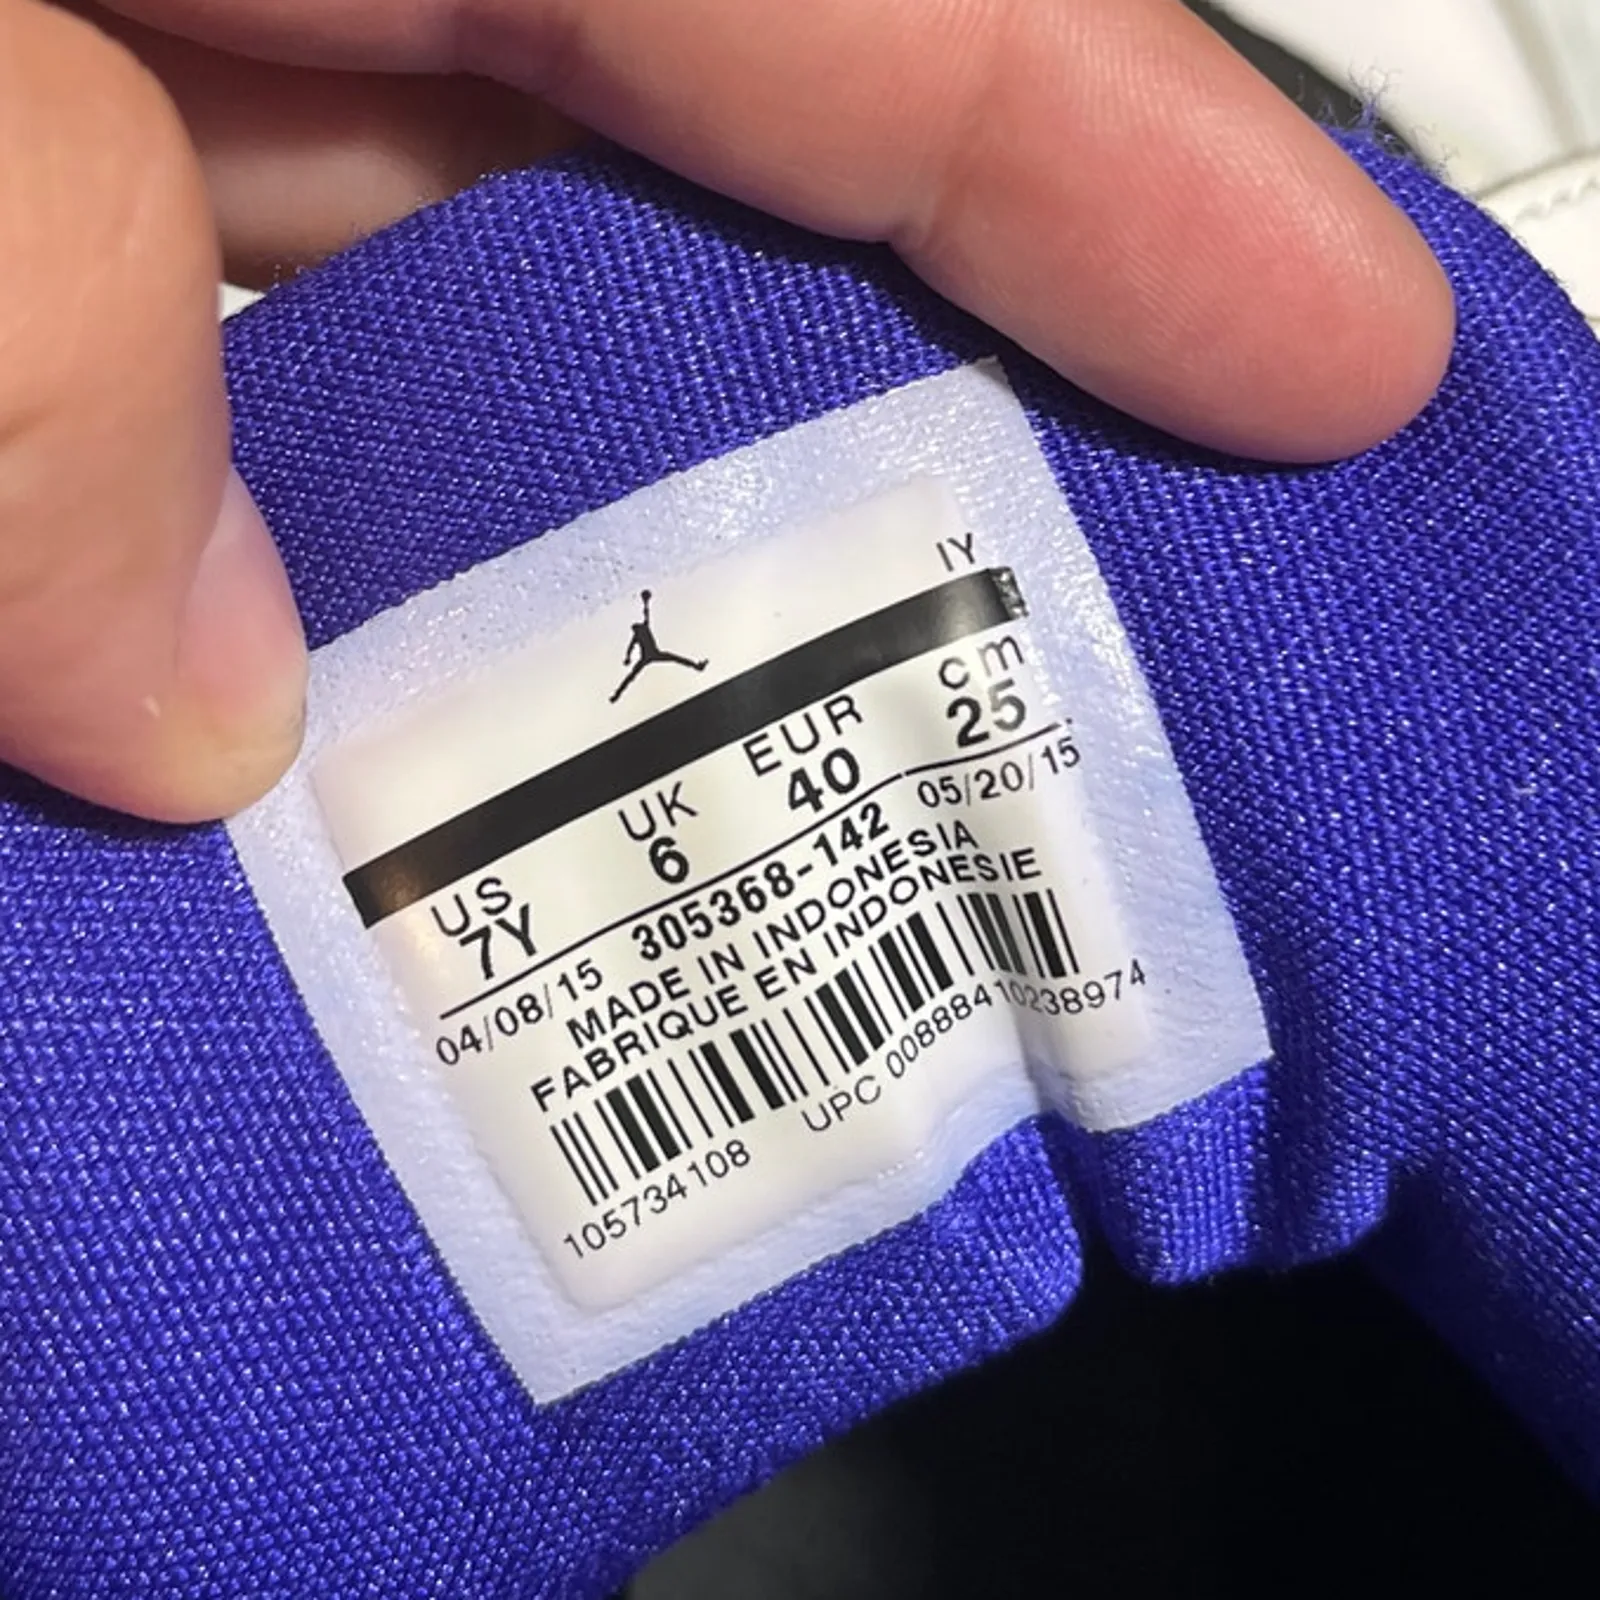 IY
US UK EUR cm
7Y 6 40 25
04/08/15 305368-142 05/20/15
MADE IN INDONESIA
FABRIQUE EN INDONESIE
105734108 UPC 00888410238974